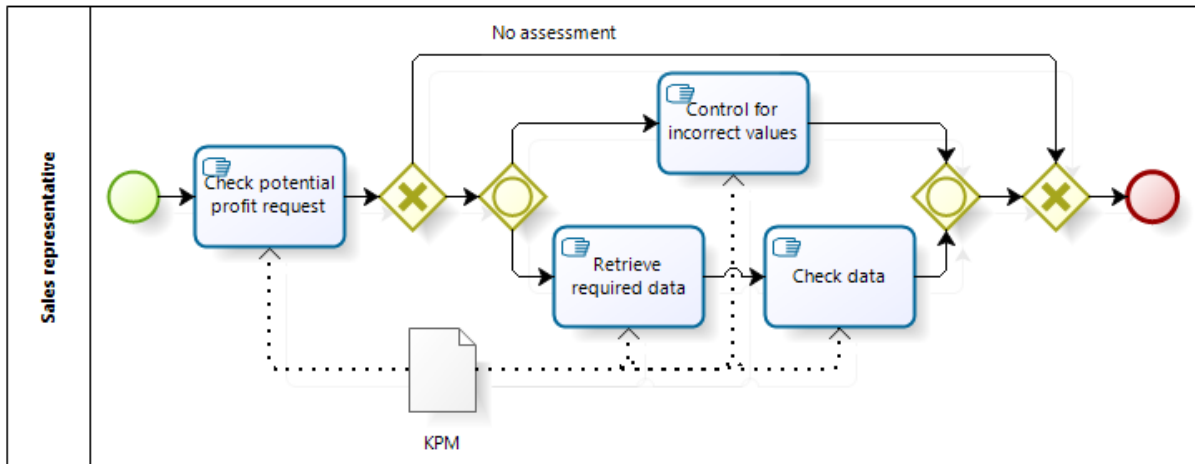 No assessment
Control for
incorrect values
Sales representative
Check potential
profit request
Retrieve
required data
Check data
KPM